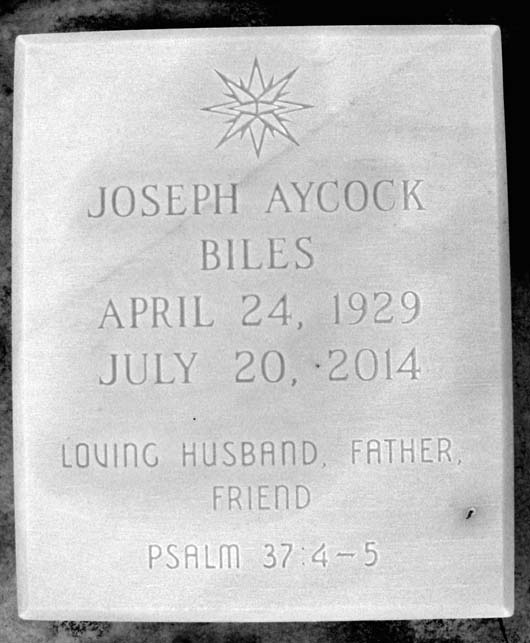 JOSEPH AYCOCK
BILES
APRIL 24, 1929
JULY 20, 2014
LOVING HUSBAND, FATHER,
FRIEND
PSALM 37:4-5